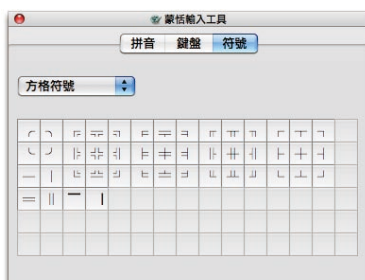 蒙恬輸入工具
拼音 鍵盤 符號
方格符號
╭ ╮ ╔ ╦ ╗ ╒ ╤ ╕ ╓ ╥ ╖ ┌ ┬ ┐
╰ ╯ ╠ ╬ ╣ ╞ ╪ ╡ ╟ ╫ ╢ ├ ┼ ┤
─ │ ╚ ╩ ╝ ╘ ╧ ╛ ╙ ╨ ╜ └ ┴ ┘
═ ║ ▔ ▕